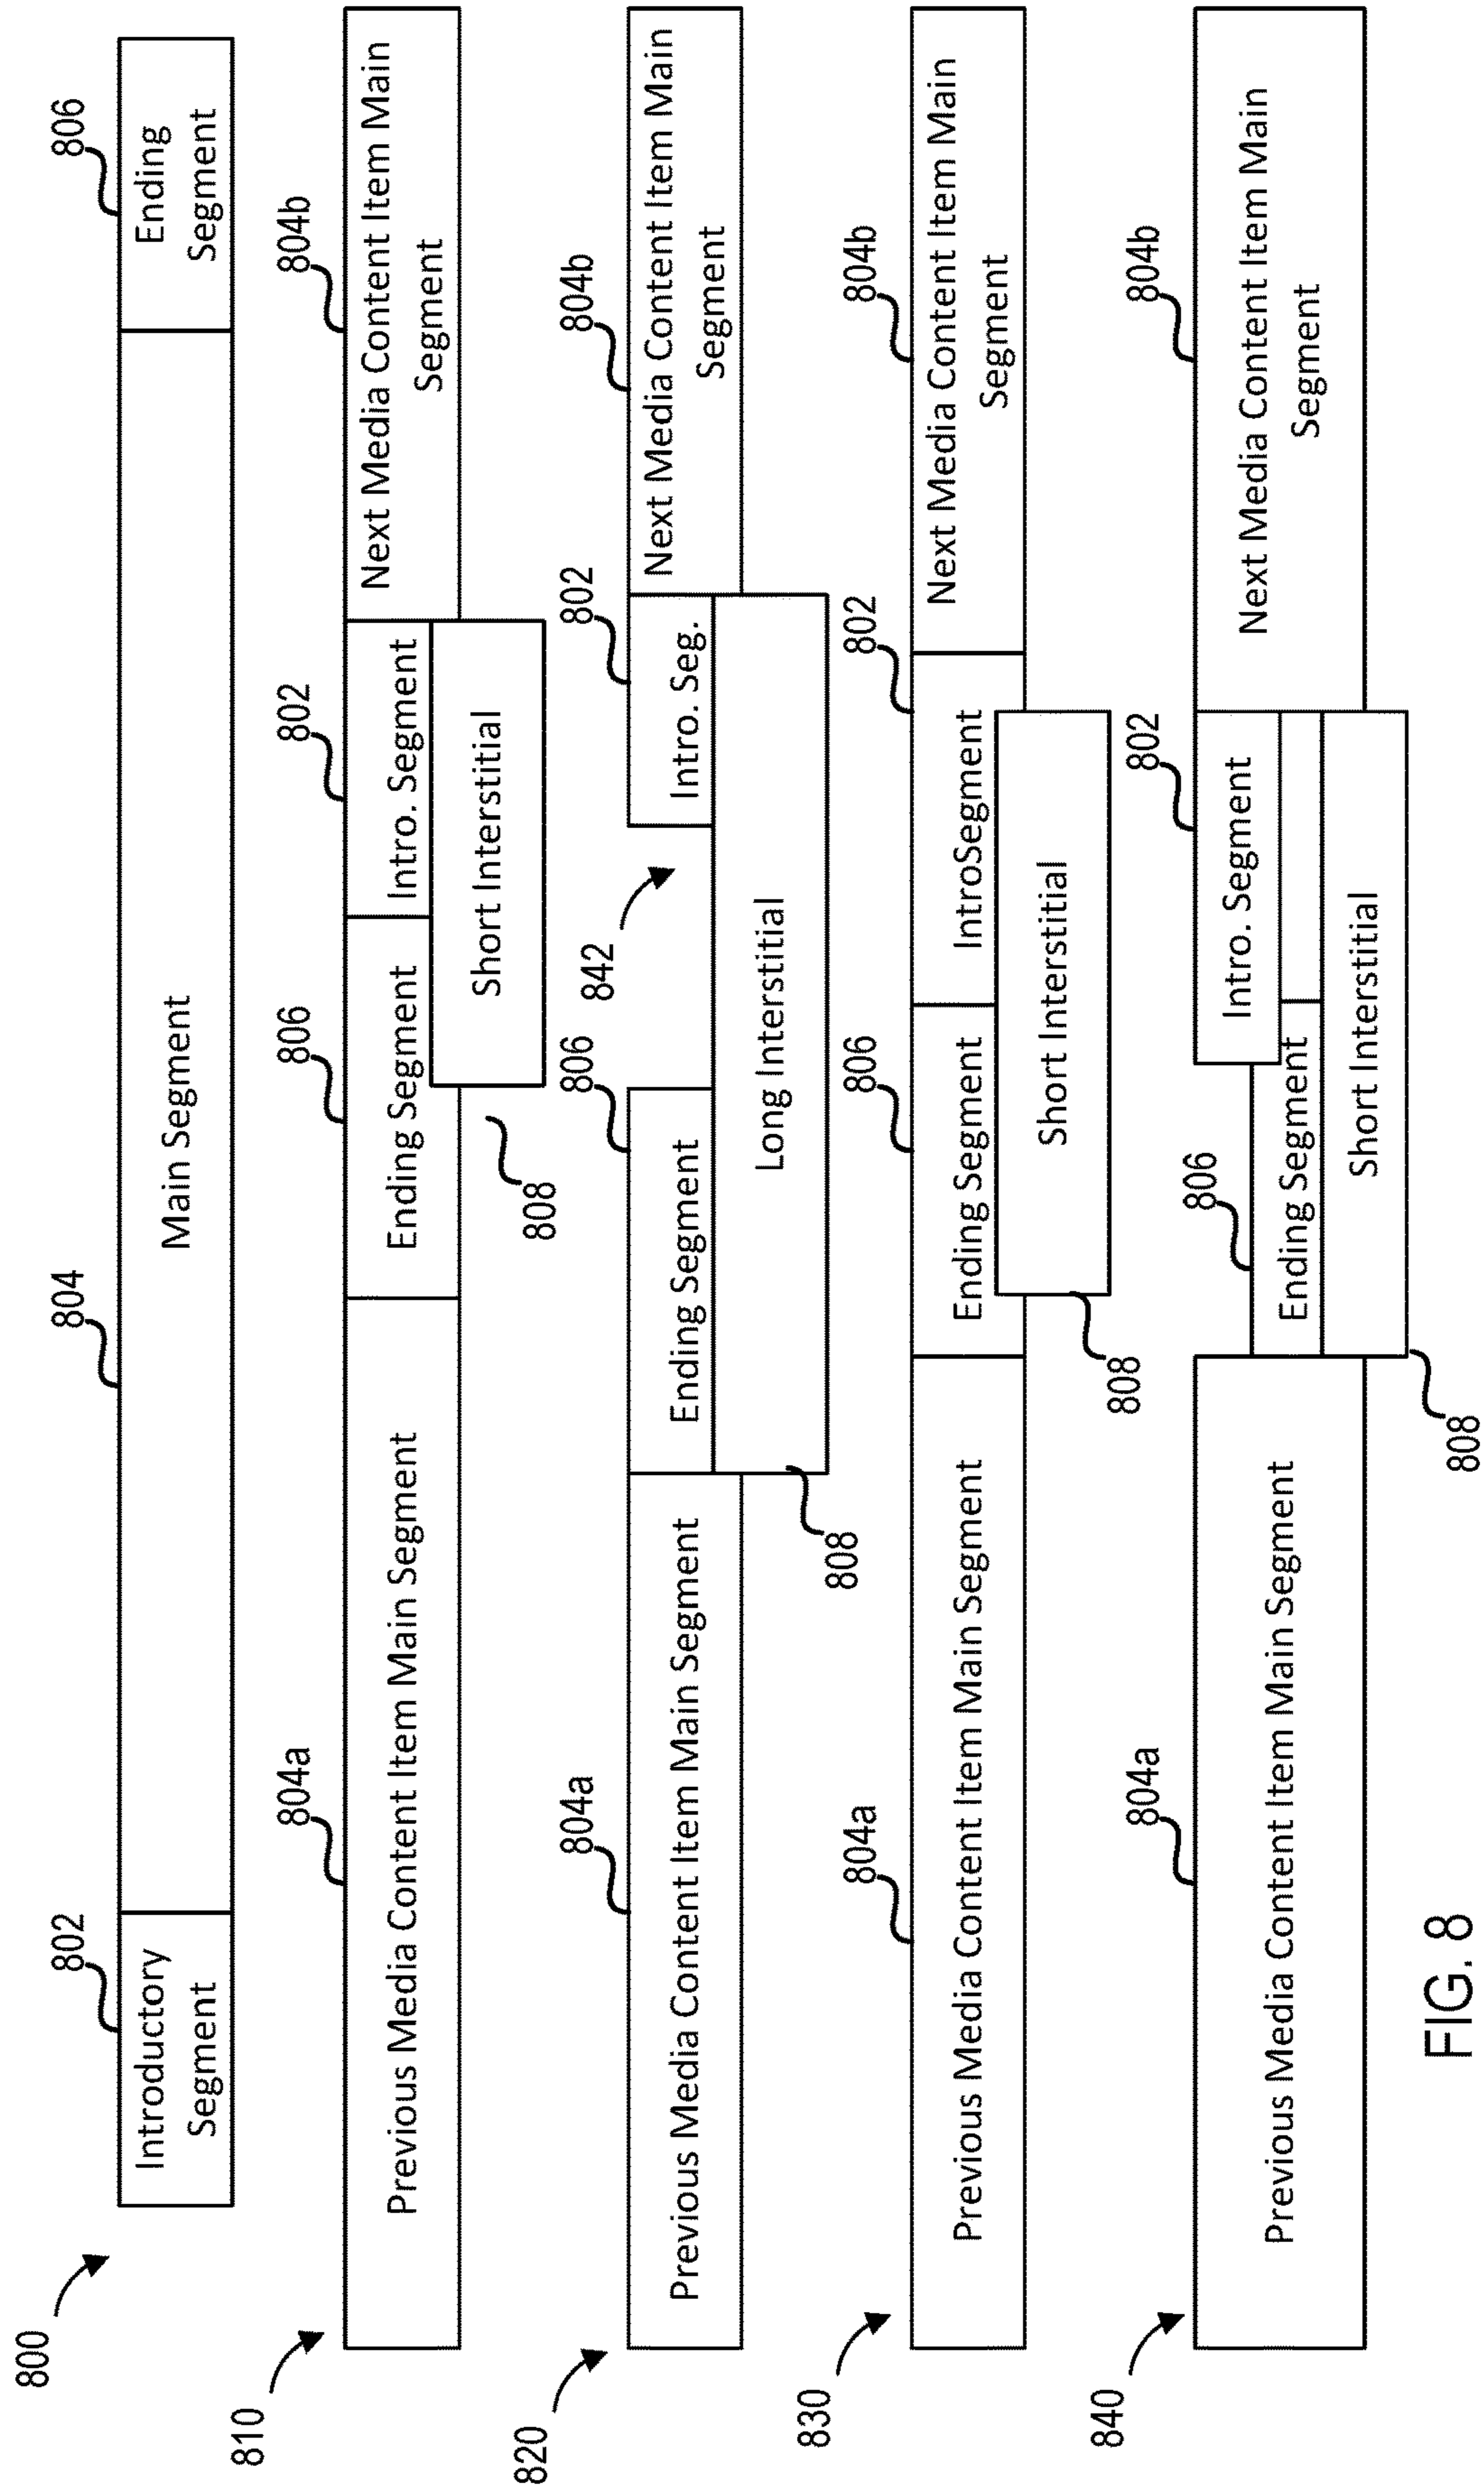 800
802
804
806
Introductory
Segment
Main Segment
Ending
Segment
810
804a
806
802
804b
Previous Media Content Item Main Segment
Ending Segment
Intro. Segment
Next Media Content Item Main
Segment
Short Interstitial
808
820
804a
806
842
802
804b
Previous Media Content Item Main Segment
Ending Segment
Intro. Seg.
Next Media Content Item Main
Segment
Long Interstitial
808
830
804a
806
802
804b
Previous Media Content Item Main Segment
Ending Segment
IntroSegment
Next Media Content Item Main
Segment
Short Interstitial
808
840
804a
806
802
804b
Previous Media Content Item Main Segment
Intro. Segment
Ending Segment
Next Media Content Item Main
Segment
Short Interstitial
808
FIG. 8